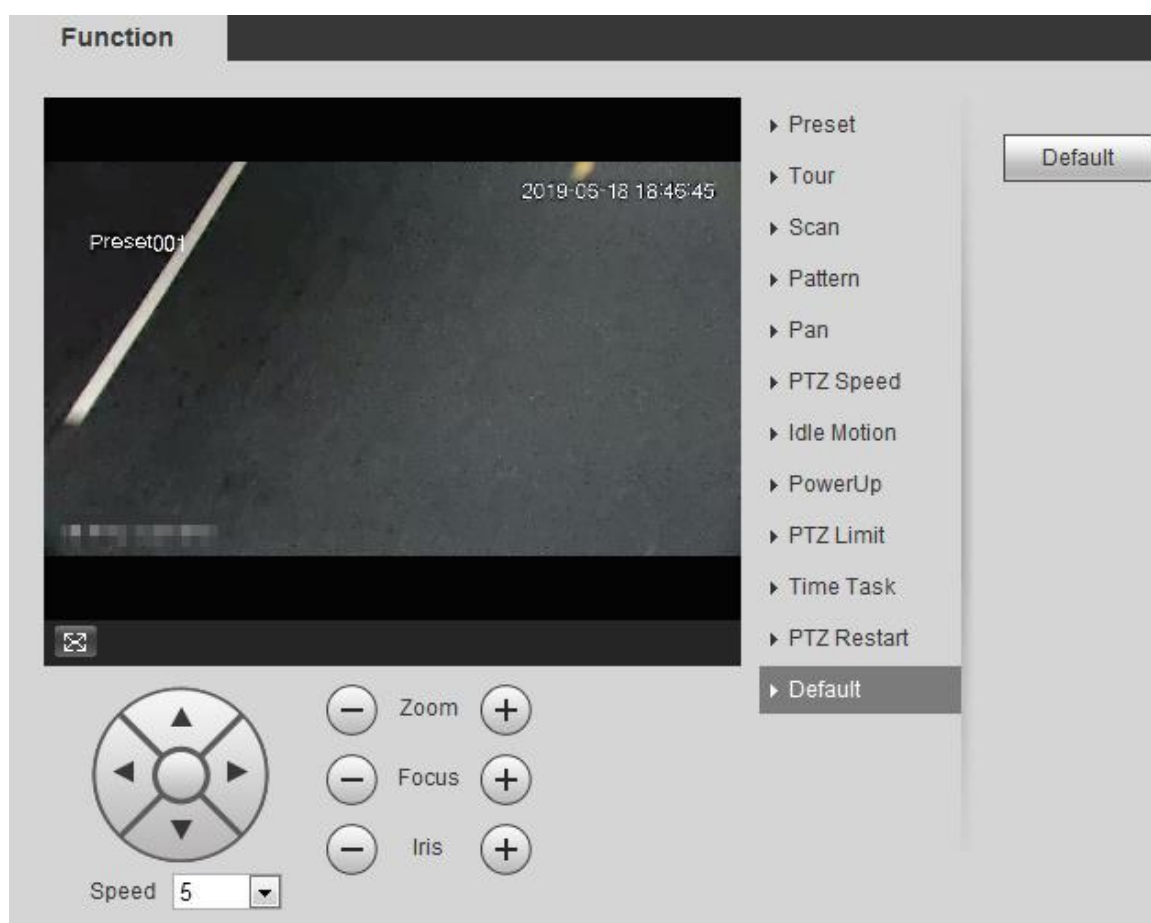 Function
2019-05-18 18:46:45
Preset001
Preset
Tour
Scan
Pattern
Pan
PTZ Speed
Idle Motion
PowerUp
PTZ Limit
Time Task
PTZ Restart
Default
Default
Zoom
Focus
Iris
Speed 5